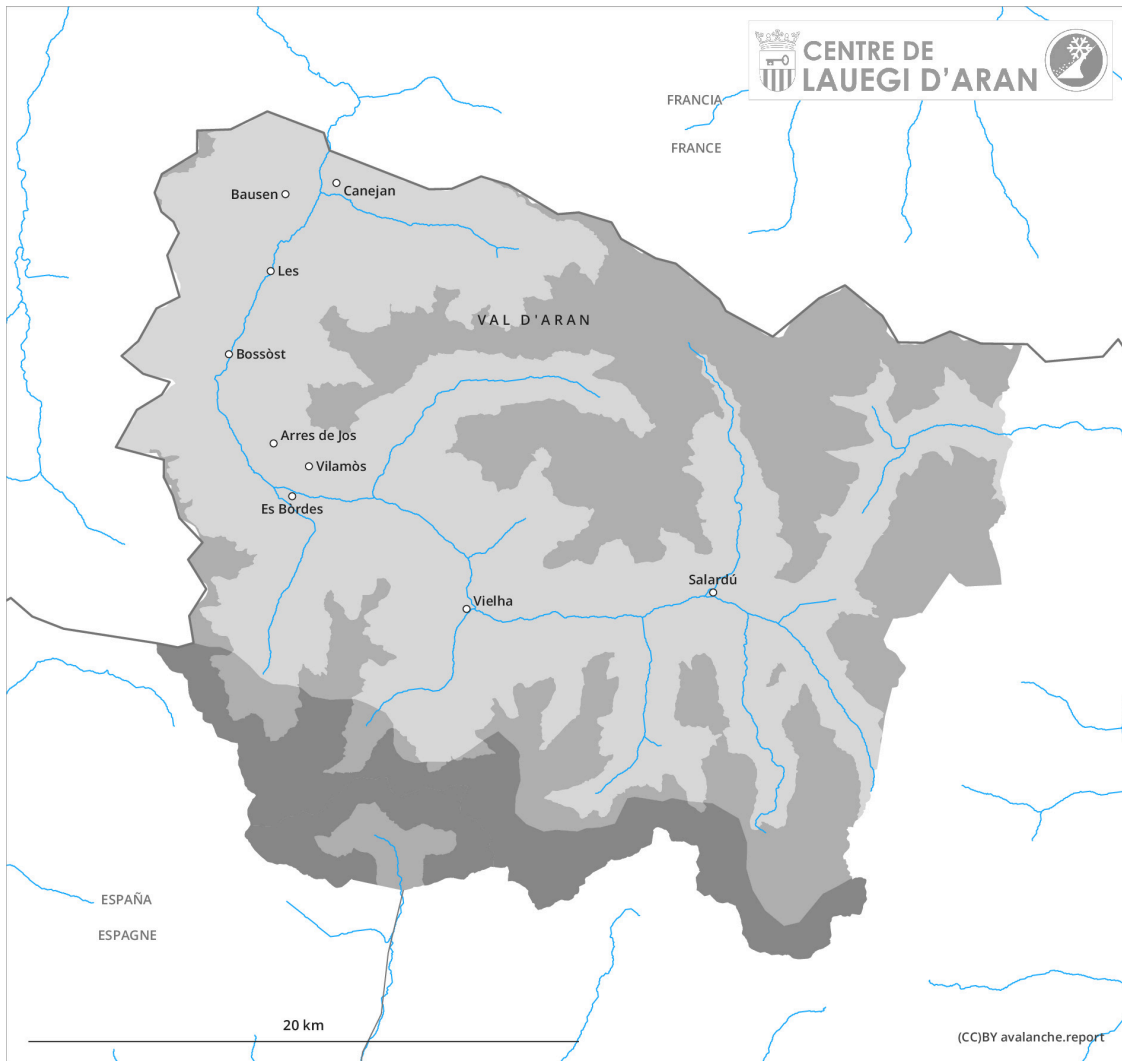 CENTRE DE
LAUEGI D'ARAN
FRANCIA
FRANCE
Bausen
Canejan
Les
VAL D'ARAN
Bossòst
Arres de Jos
Vilamòs
Es Bòrdes
Salardú
Vielha
ESPAÑA
ESPAGNE
20 km
(CC)BY avalanche.report